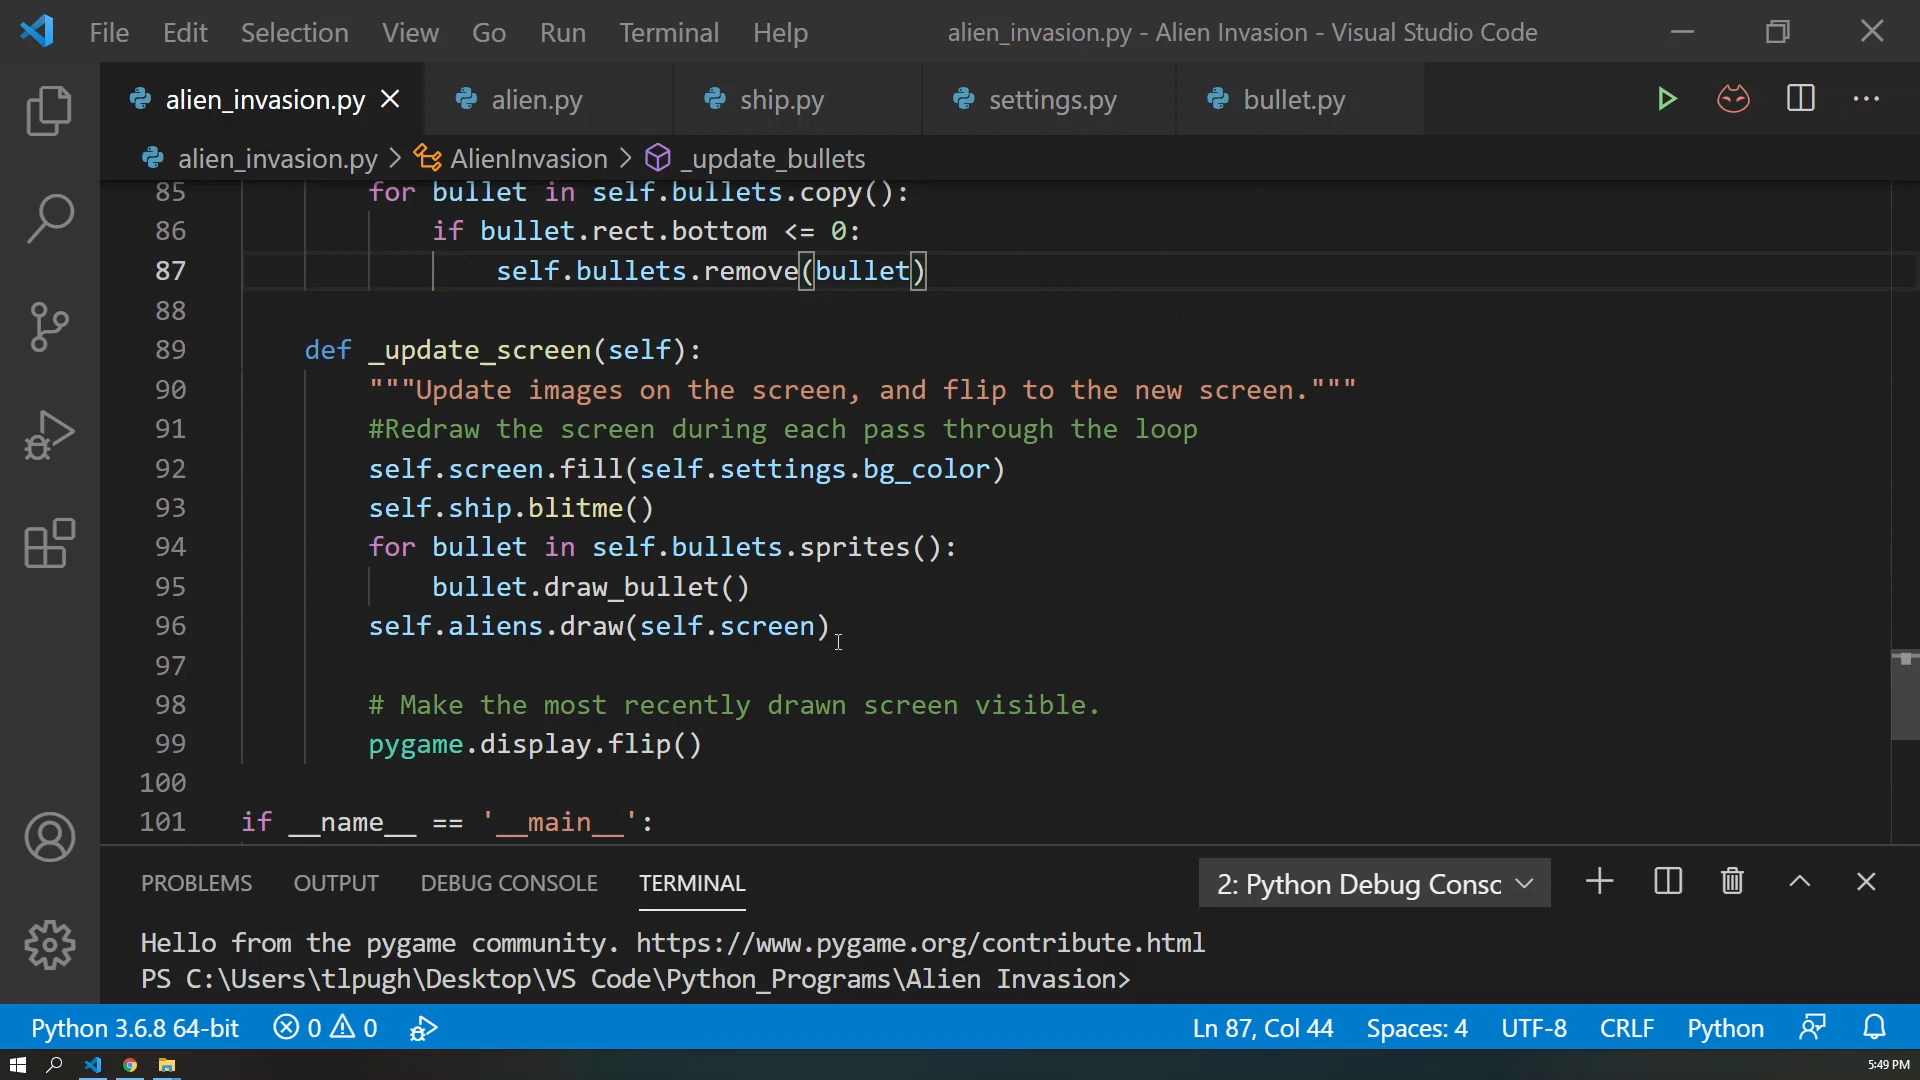 File Edit Selection View Go Run Terminal Help alien_invasion.py - Alien Invasion - Visual Studio Code
alien_invasion.py alien.py ship.py settings.py bullet.py
alien_invasion.py > AlienInvasion > _update_bullets
85 for bullet in self.bullets.copy():
86 if bullet.rect.bottom <= 0:
87 self.bullets.remove(bullet)
88
89 def _update_screen(self):
90 """Update images on the screen, and flip to the new screen."""
91 #Redraw the screen during each pass through the loop
92 self.screen.fill(self.settings.bg_color)
93 self.ship.blitme()
94 for bullet in self.bullets.sprites():
95 bullet.draw_bullet()
96 self.aliens.draw(self.screen)
97
98 # Make the most recently drawn screen visible.
99 pygame.display.flip()
100
101 if __name__ == '__main__':
PROBLEMS OUTPUT DEBUG CONSOLE TERMINAL 2: Python Debug Consc
Hello from the pygame community. https://www.pygame.org/contribute.html
PS C:\Users\tlpugh\Desktop\VS Code\Python_Programs\Alien Invasion>
Python 3.6.8 64-bit 0 0 Ln 87, Col 44 Spaces: 4 UTF-8 CRLF Python
5:49 PM